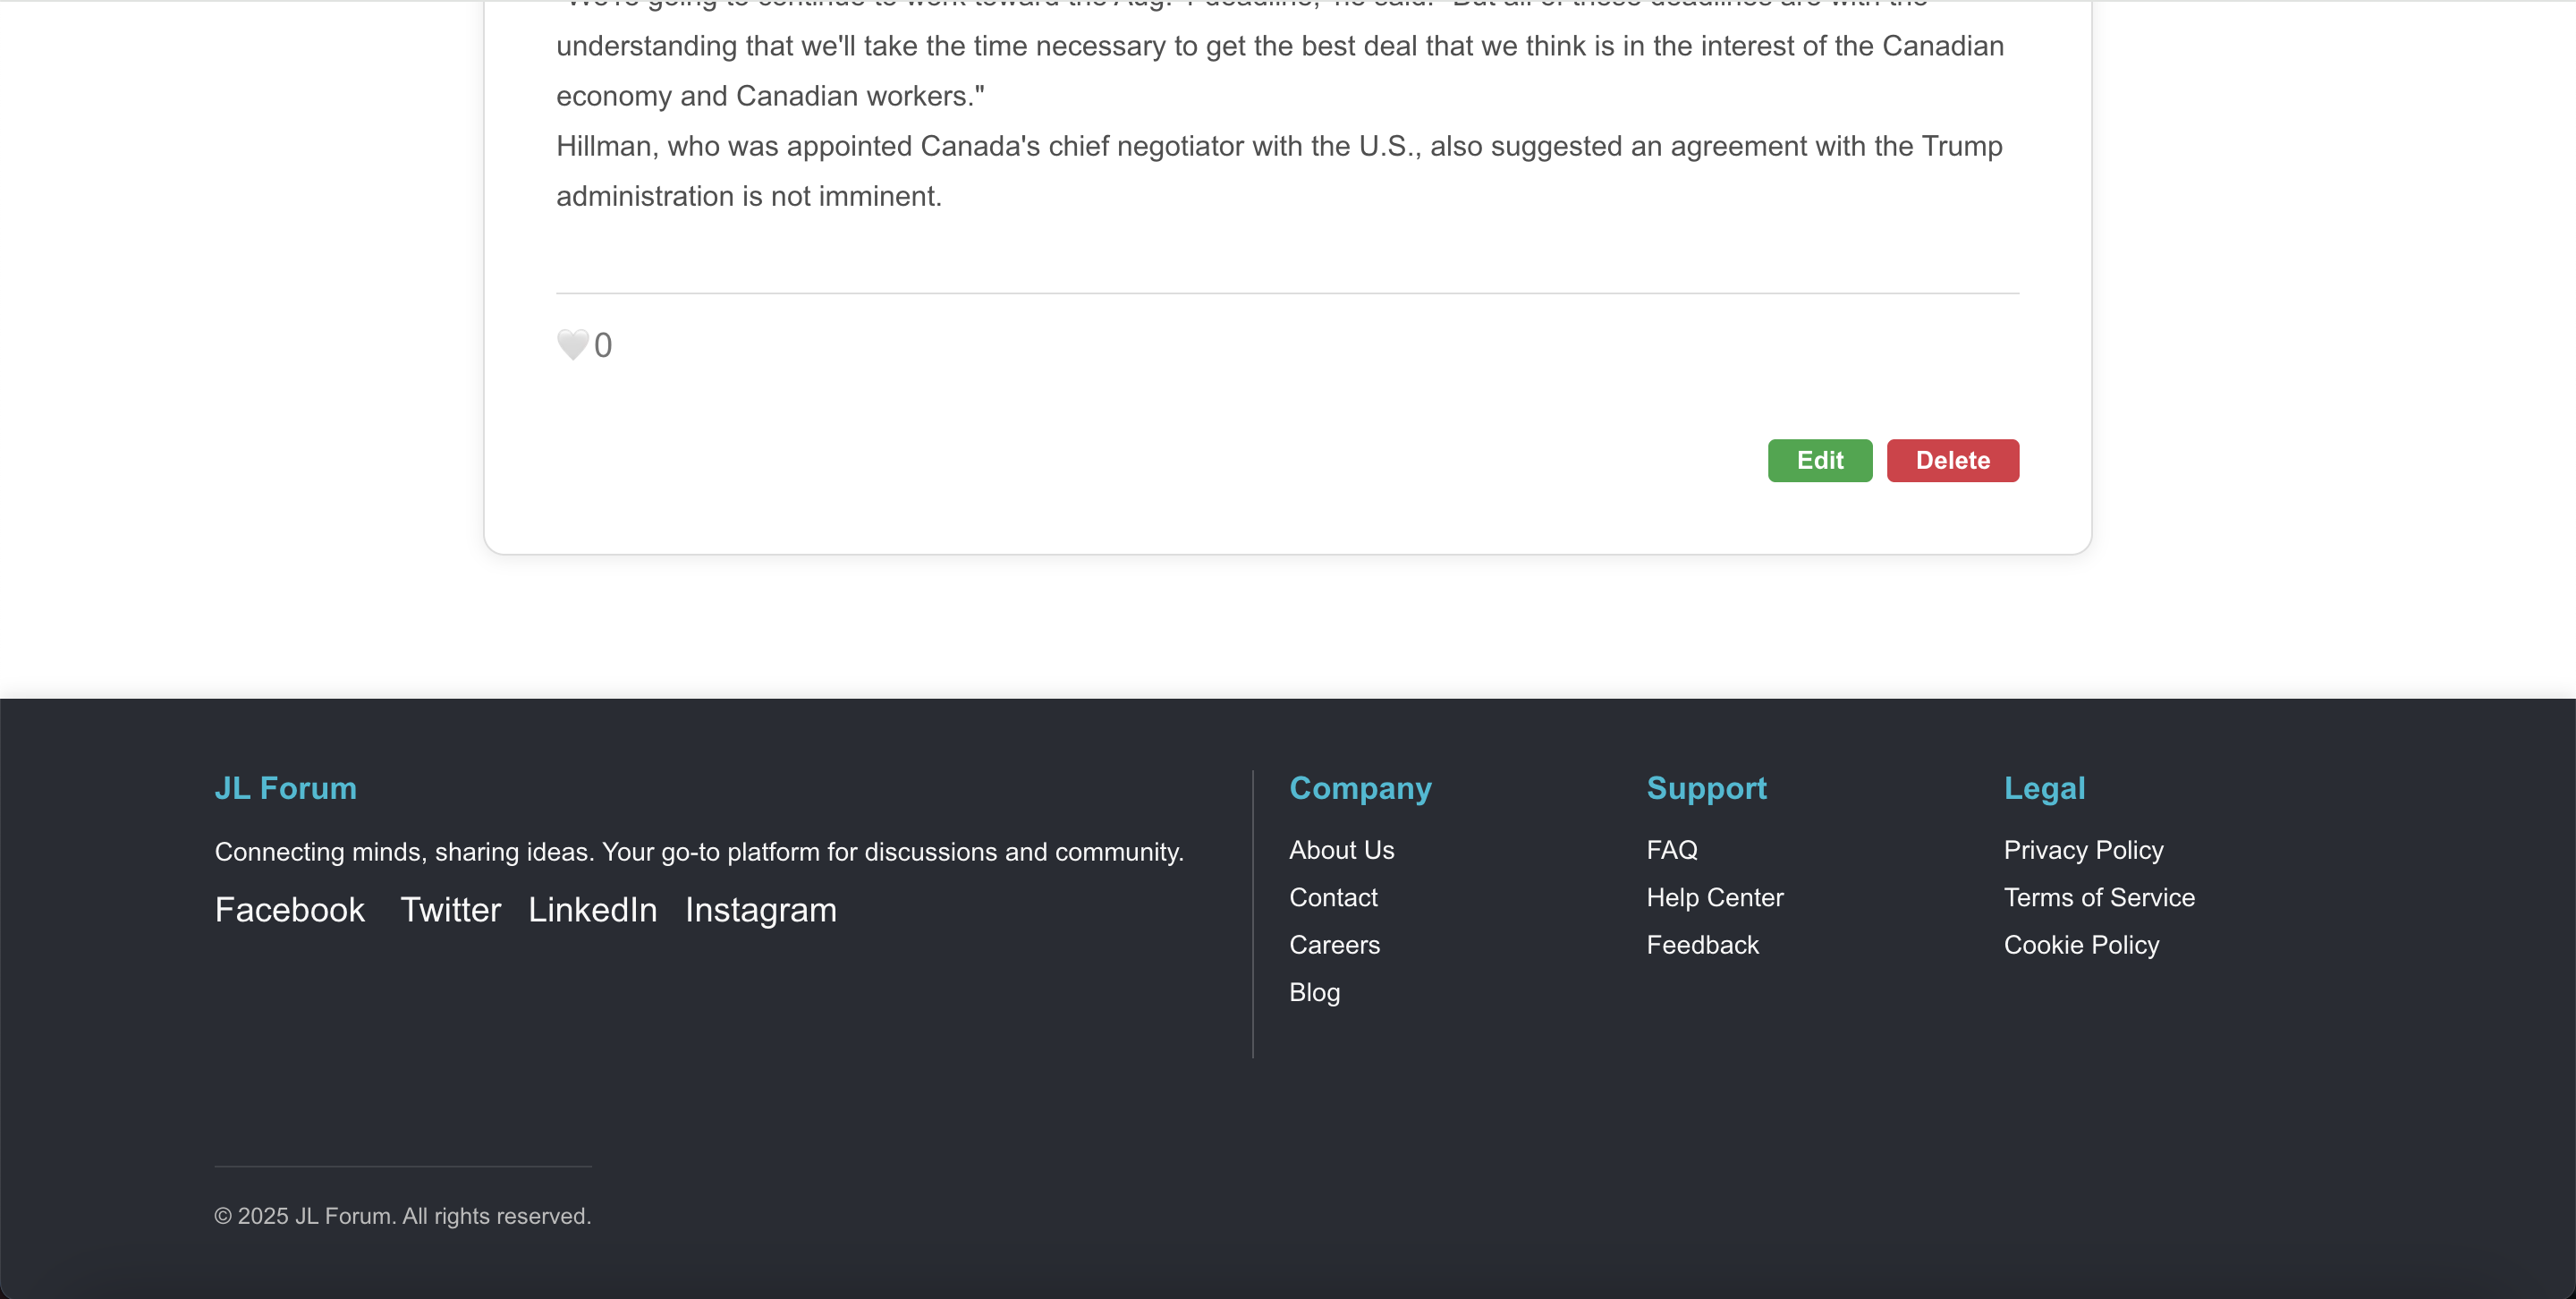 understanding that we'll take the time necessary to get the best deal that we think is in the interest of the Canadian
economy and Canadian workers."
Hillman, who was appointed Canada's chief negotiator with the U.S., also suggested an agreement with the Trump
administration is not imminent.
0
Edit Delete
JL Forum
Connecting minds, sharing ideas. Your go-to platform for discussions and community.
Facebook Twitter LinkedIn Instagram
Company
About Us
Contact
Careers
Blog
Support
FAQ
Help Center
Feedback
Legal
Privacy Policy
Terms of Service
Cookie Policy
© 2025 JL Forum. All rights reserved.